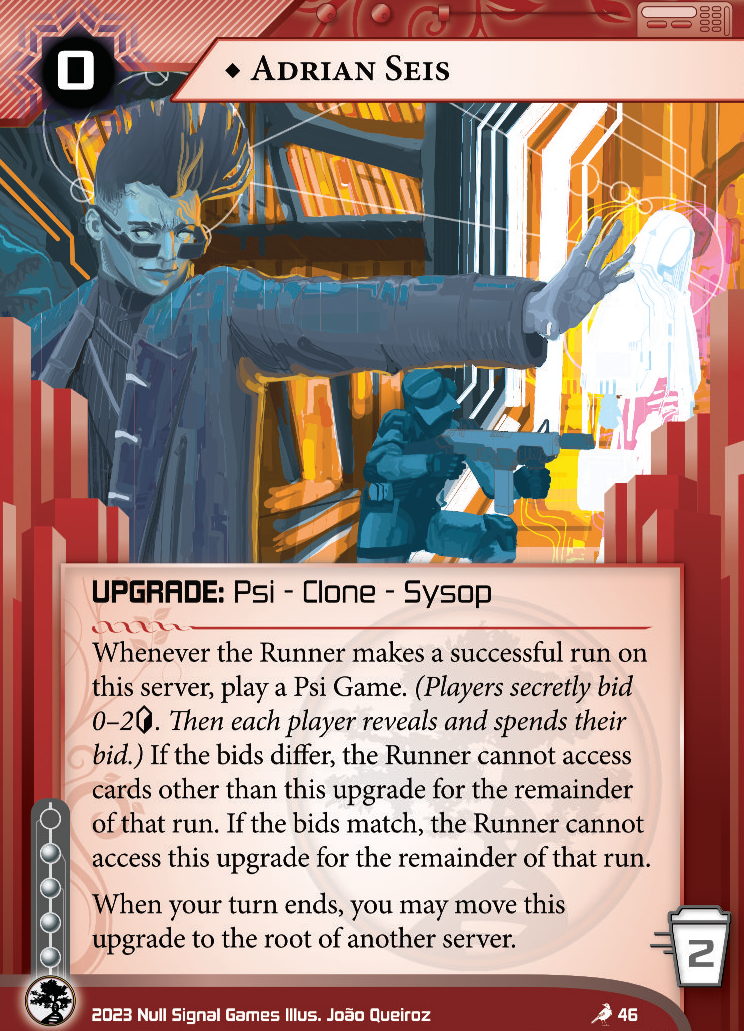 0
◆ Adrian Seis
UPGRADE: Psi - Clone - Sysop
Whenever the Runner makes a successful run on
this server, play a Psi Game. (Players secretly bid
0–2. Then each player reveals and spends their
bid.) If the bids differ, the Runner cannot access
cards other than this upgrade for the remainder
of that run. If the bids match, the Runner cannot
access this upgrade for the remainder of that run.
When your turn ends, you may move this
upgrade to the root of another server.
2
2023 Null Signal Games Illus. João Queiroz
46